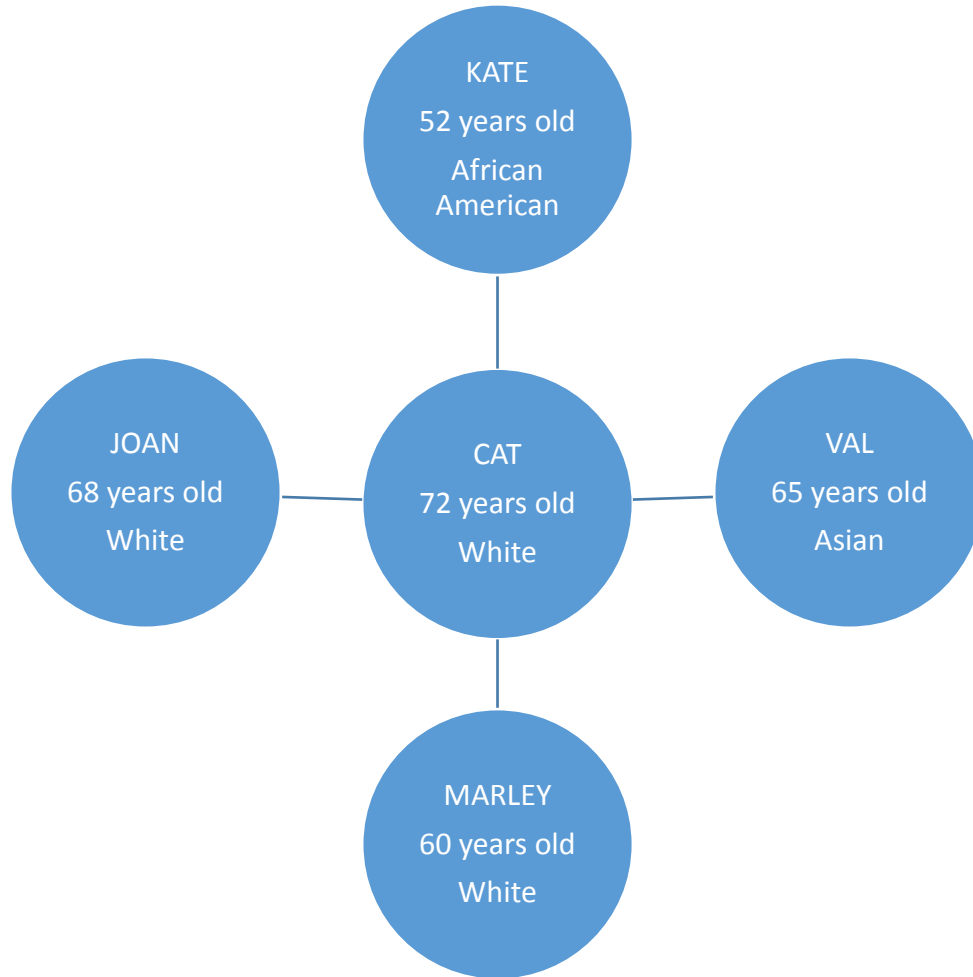 KATE
52 years old
African
American
JOAN
68 years old
White
CAT
72 years old
White
VAL
65 years old
Asian
MARLEY
60 years old
White